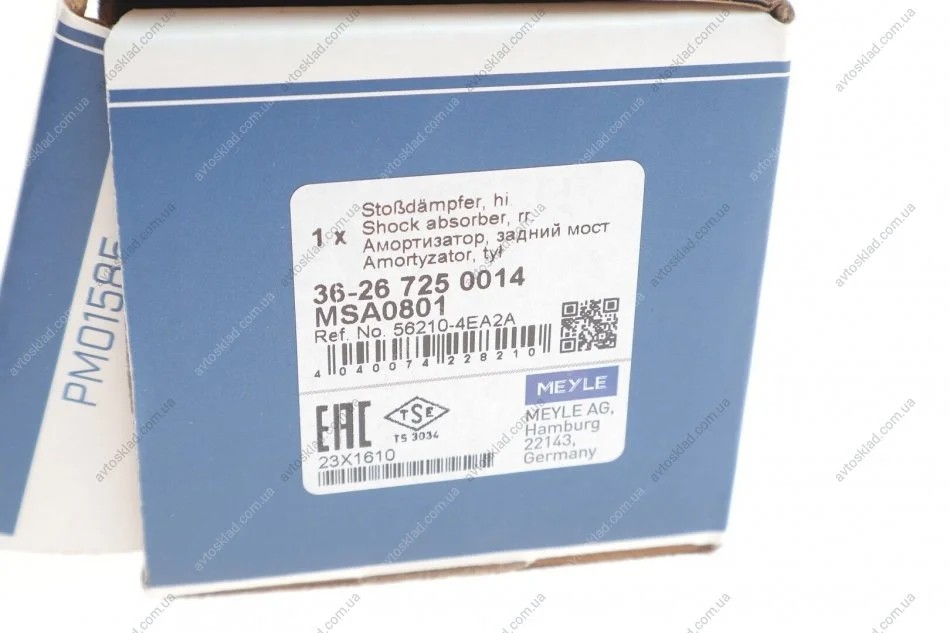 PM01585
1 x
Stoßdämpfer, hi
Shock absorber, rr.
Амортизатор, задний мост
Amortyzator, tył
36-26 725 0014
MSA0801
Ref. No. 56210-4EA2A
4 040074 228210
EAC
TSE
TS 3034
23X1610
MEYLE
MEYLE AG,
Hamburg
22143,
Germany
avtosklad.com.ua